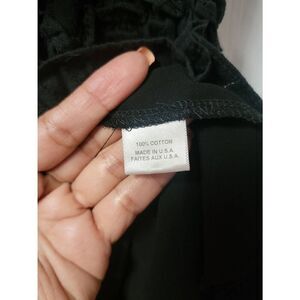 100% COTTON
MADE IN U.S.A.
FAITES AUX U.S.A.